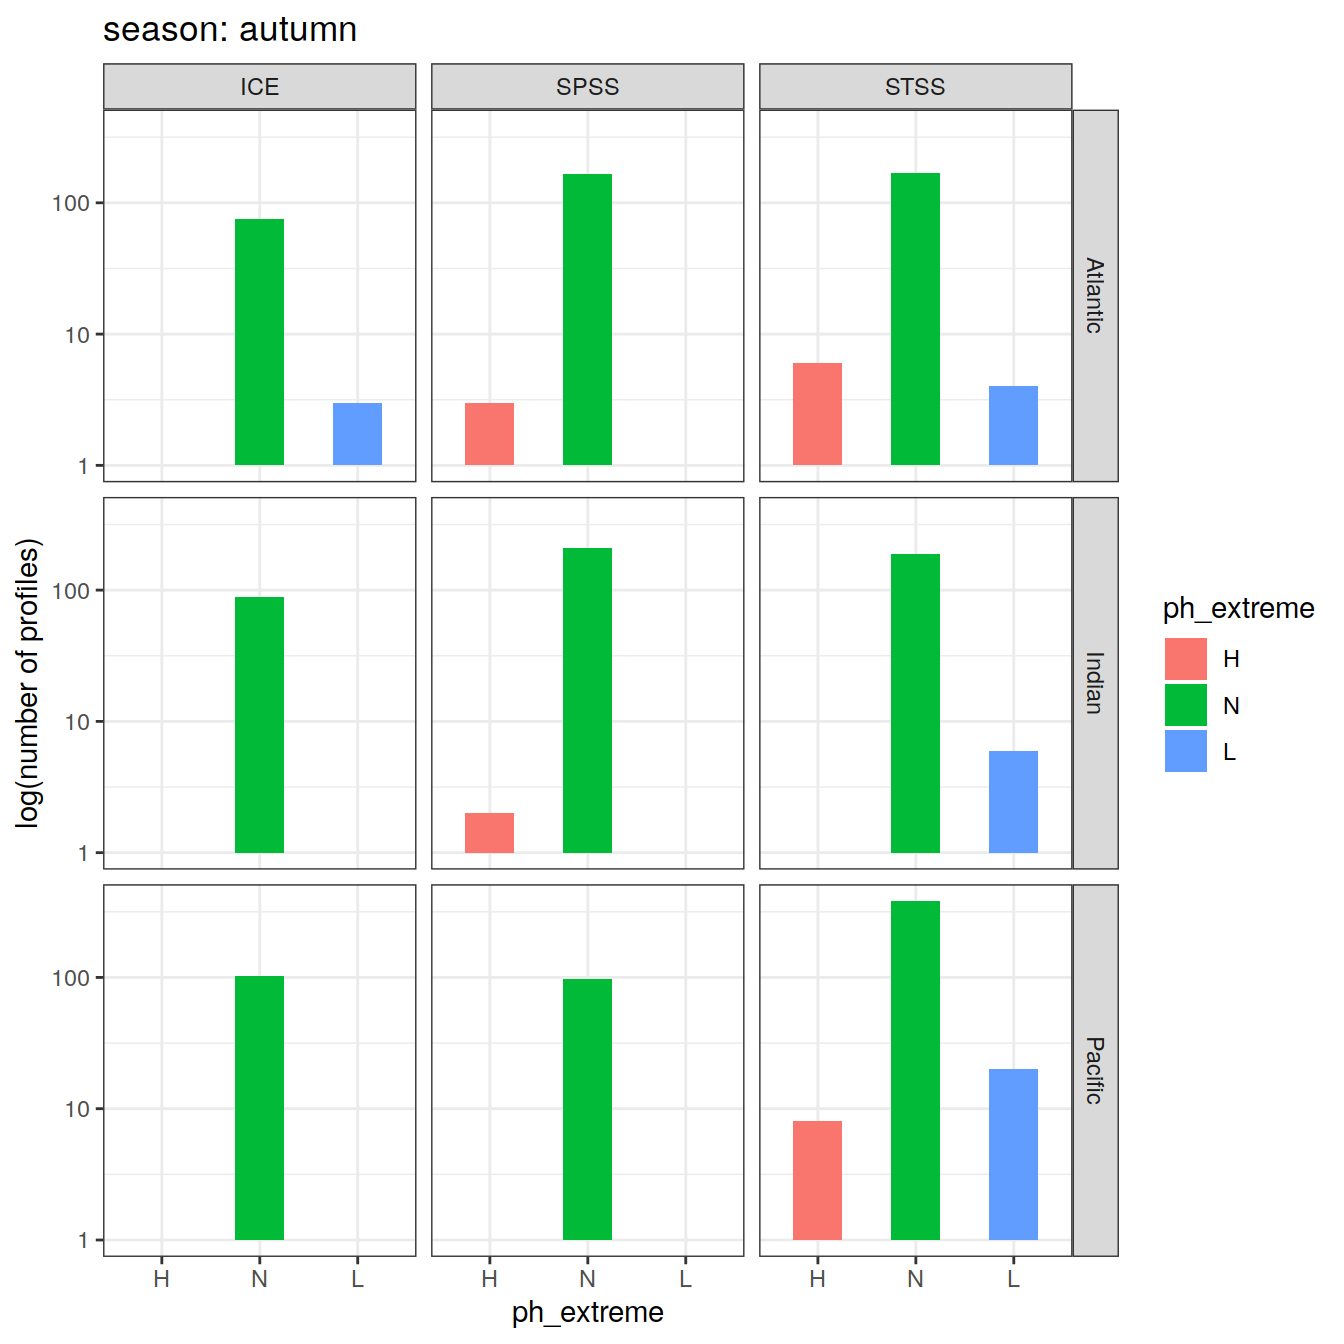 season: autumn
ICE
SPSS
STSS
100
10
1
Atlantic
100
10
1
Indian
100
10
1
Pacific
log(number of profiles)
H
N
L
H
N
L
H
N
L
ph_extreme
ph_extreme
H
N
L